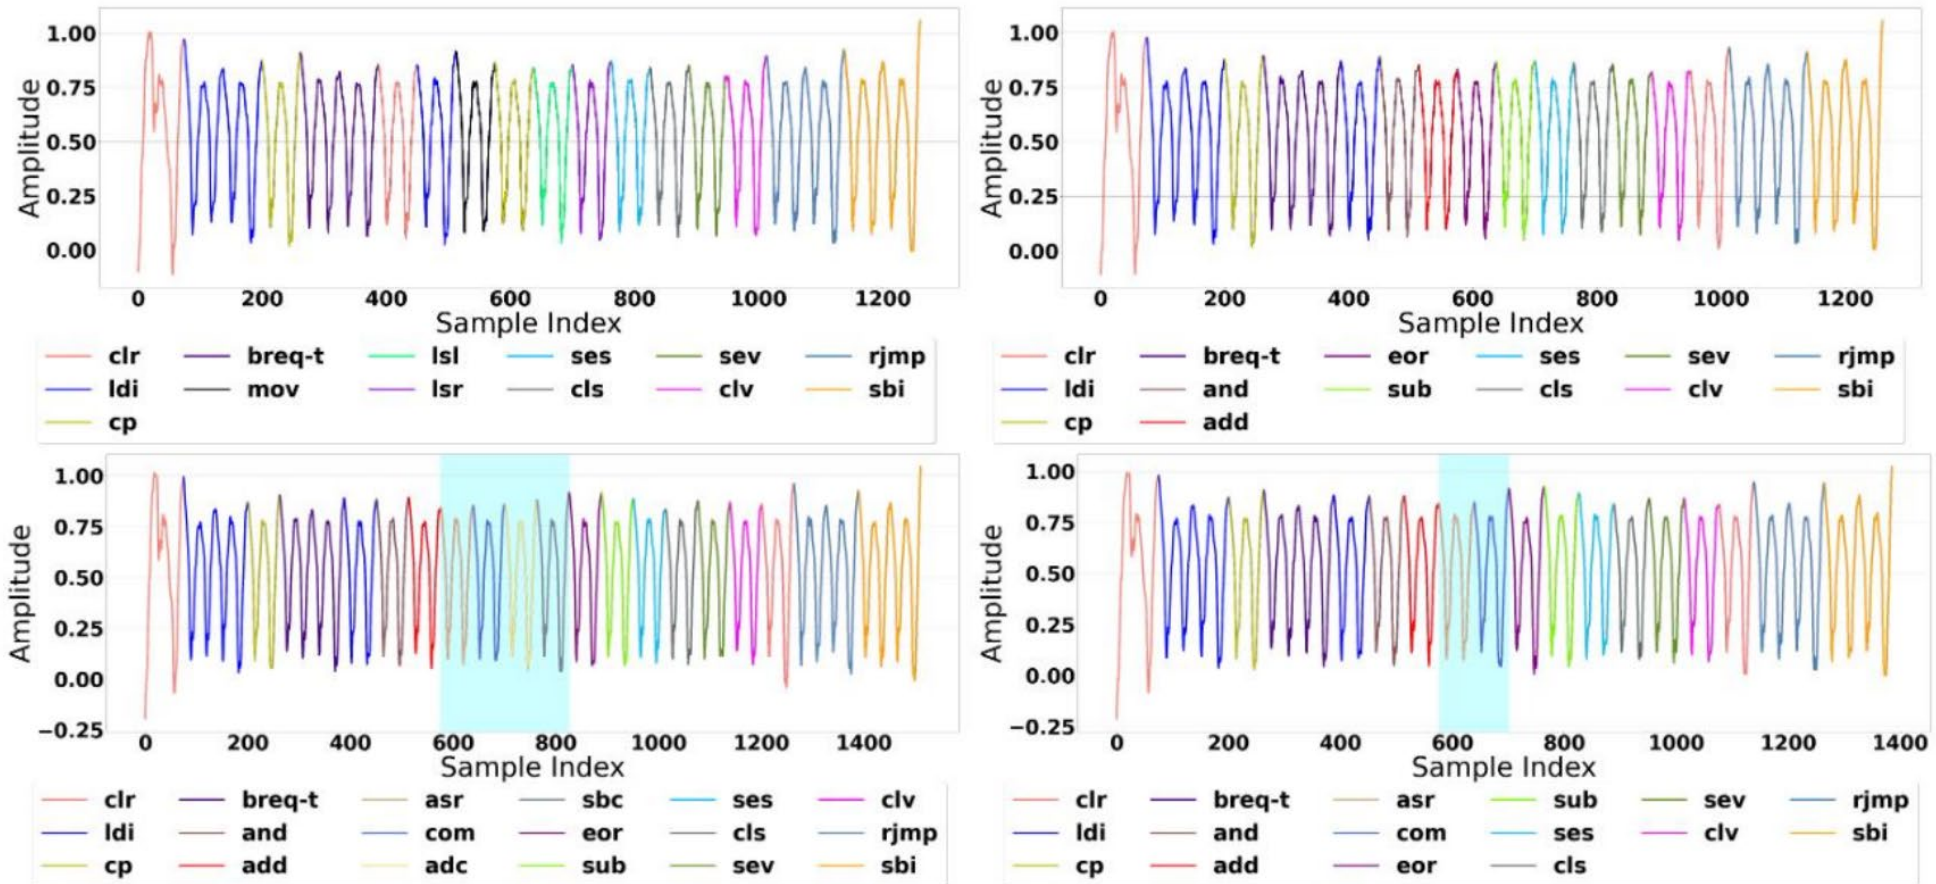 1.00
0.75
0.50
0.25
0.00
Amplitude
0 200 400 600 800 1000 1200
Sample Index
clr breq-t lsl ses sev rjmp
ldi mov lsr cls clv sbi
cp
1.00
0.75
0.50
0.25
0.00
Amplitude
0 200 400 600 800 1000 1200
Sample Index
clr breq-t eor ses sev rjmp
ldi and sub cls clv sbi
cp add
1.00
0.75
0.50
0.25
0.00
−0.25
Amplitude
0 200 400 600 800 1000 1200 1400
Sample Index
clr breq-t asr sbc ses clv
ldi and com eor cls rjmp
cp add adc sub sev sbi
1.00
0.75
0.50
0.25
0.00
−0.25
Amplitude
0 200 400 600 800 1000 1200 1400
Sample Index
clr breq-t asr sub sev rjmp
ldi and com ses clv sbi
cp add eor cls